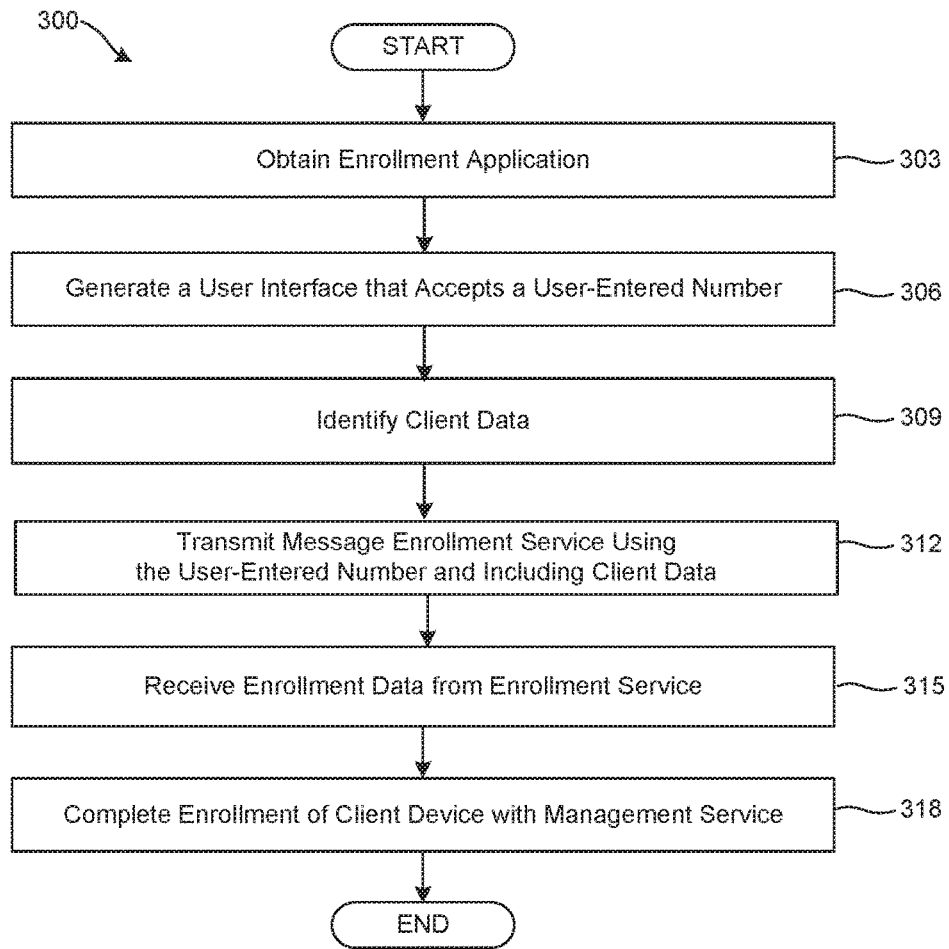 300
START
Obtain Enrollment Application
303
Generate a User Interface that Accepts a User-Entered Number
306
Identify Client Data
309
Transmit Message Enrollment Service Using
the User-Entered Number and Including Client Data
312
Receive Enrollment Data from Enrollment Service
315
Complete Enrollment of Client Device with Management Service
318
END